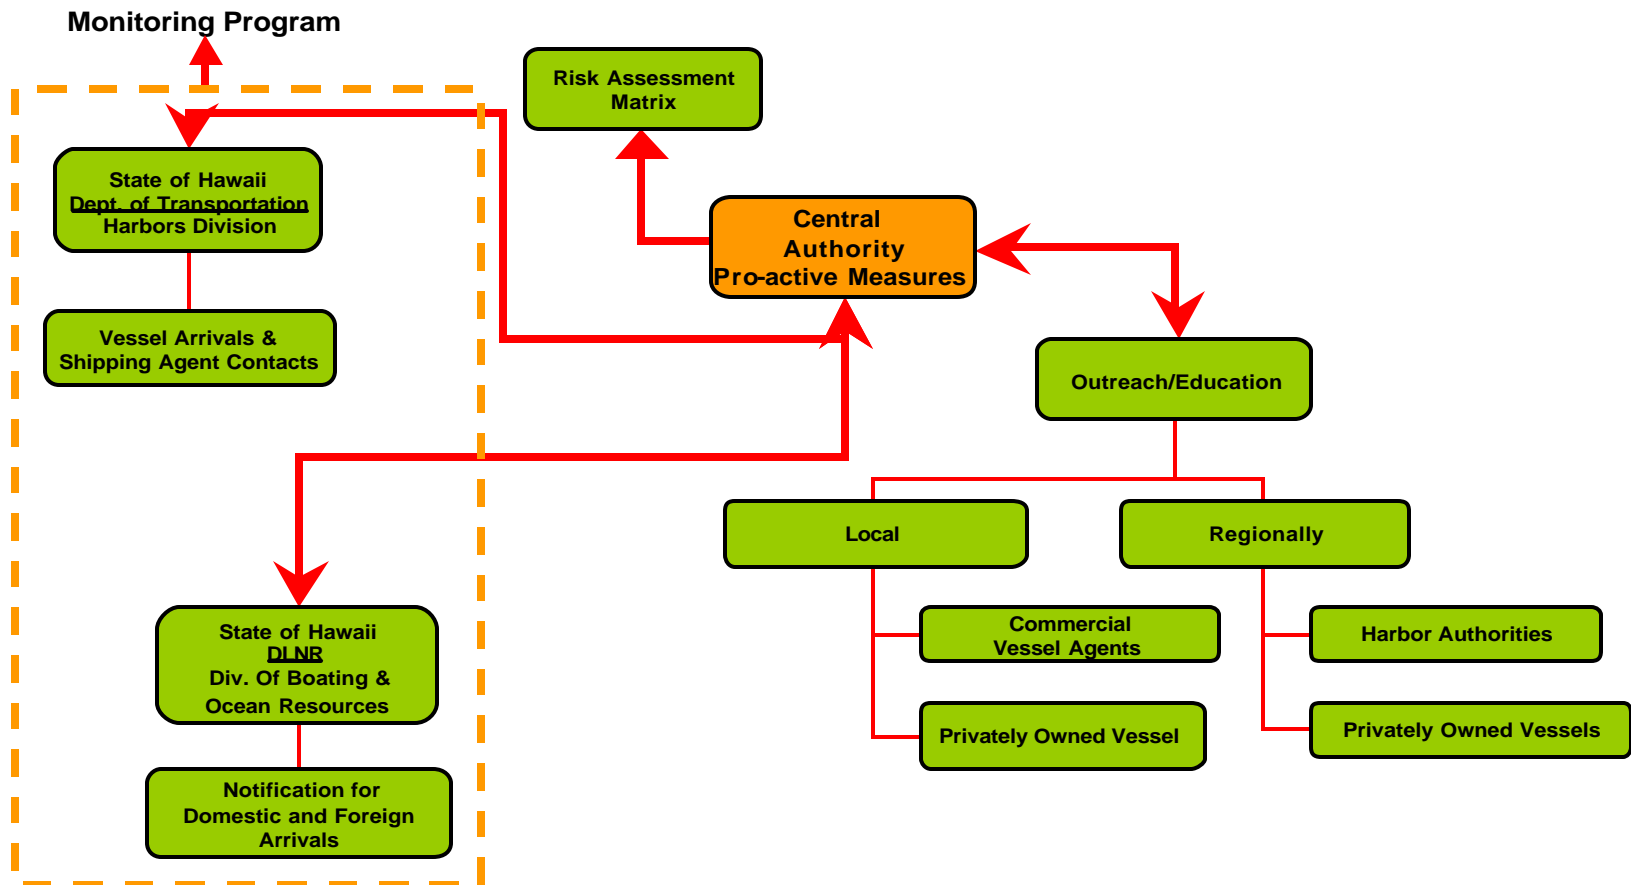 Monitoring Program
Risk Assessment
Matrix
State of Hawaii
Dept. of Transportation
Harbors Division
Central
Authority
Pro-active Measures
Vessel Arrivals &
Shipping Agent Contacts
Outreach/Education
Local
Regionally
State of Hawaii
DLNR
Div. Of Boating &
Ocean Resources
Commercial
Vessel Agents
Harbor Authorities
Privately Owned Vessel
Privately Owned Vessels
Notification for
Domestic and Foreign
Arrivals